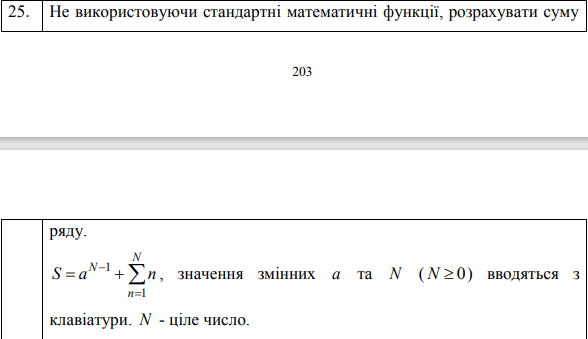 25. Не використовуючи стандартні математичні функції, розрахувати суму
203
ряду.
S = a^{N-1} + \sum_{n=1}^{N} n, значення змінних a та N (N ≥ 0) вводяться з
клавіатури. N - ціле число.